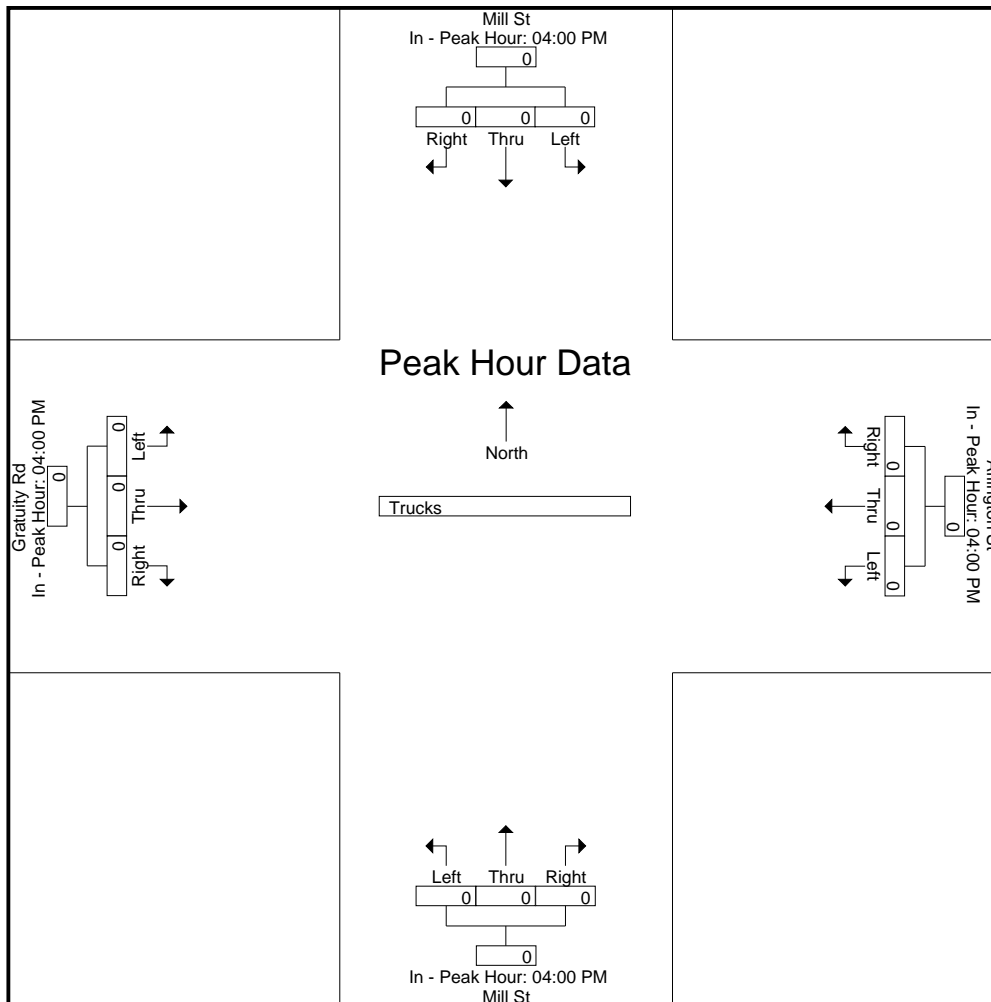 Mill St
In - Peak Hour: 04:00 PM
0
0 0 0
Right Thru Left
Peak Hour Data
North
Trucks
Gratuity Rd
In - Peak Hour: 04:00 PM
0
0 0 0
Left Thru Right
In - Peak Hour: 04:00 PM
0
0 0 0
Right Thru Left
Left Thru Right
0 0 0
0
In - Peak Hour: 04:00 PM
Mill St